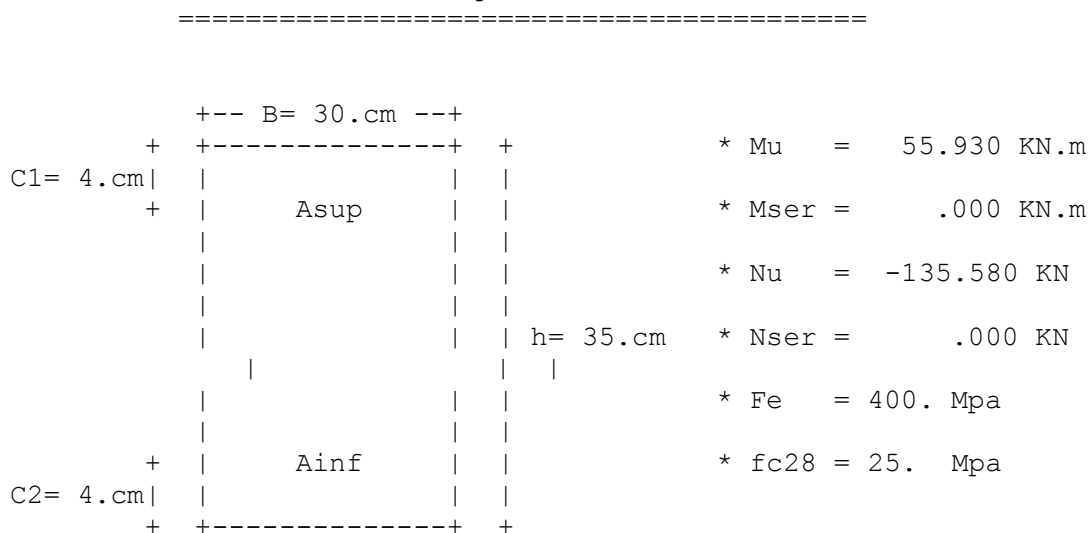 ========================================
+-- B= 30.cm --+
+ +--------------+ + * Mu = 55.930 KN.m
C1= 4.cm| | | |
+ | Asup | | * Mser = .000 KN.m
| | |
| | | * Nu = -135.580 KN
| | |
| | | h= 35.cm * Nser = .000 KN
| | |
| | | * Fe = 400. Mpa
| | |
+ | Ainf | | * fc28 = 25. Mpa
C2= 4.cm| | | |
+ +--------------+ +